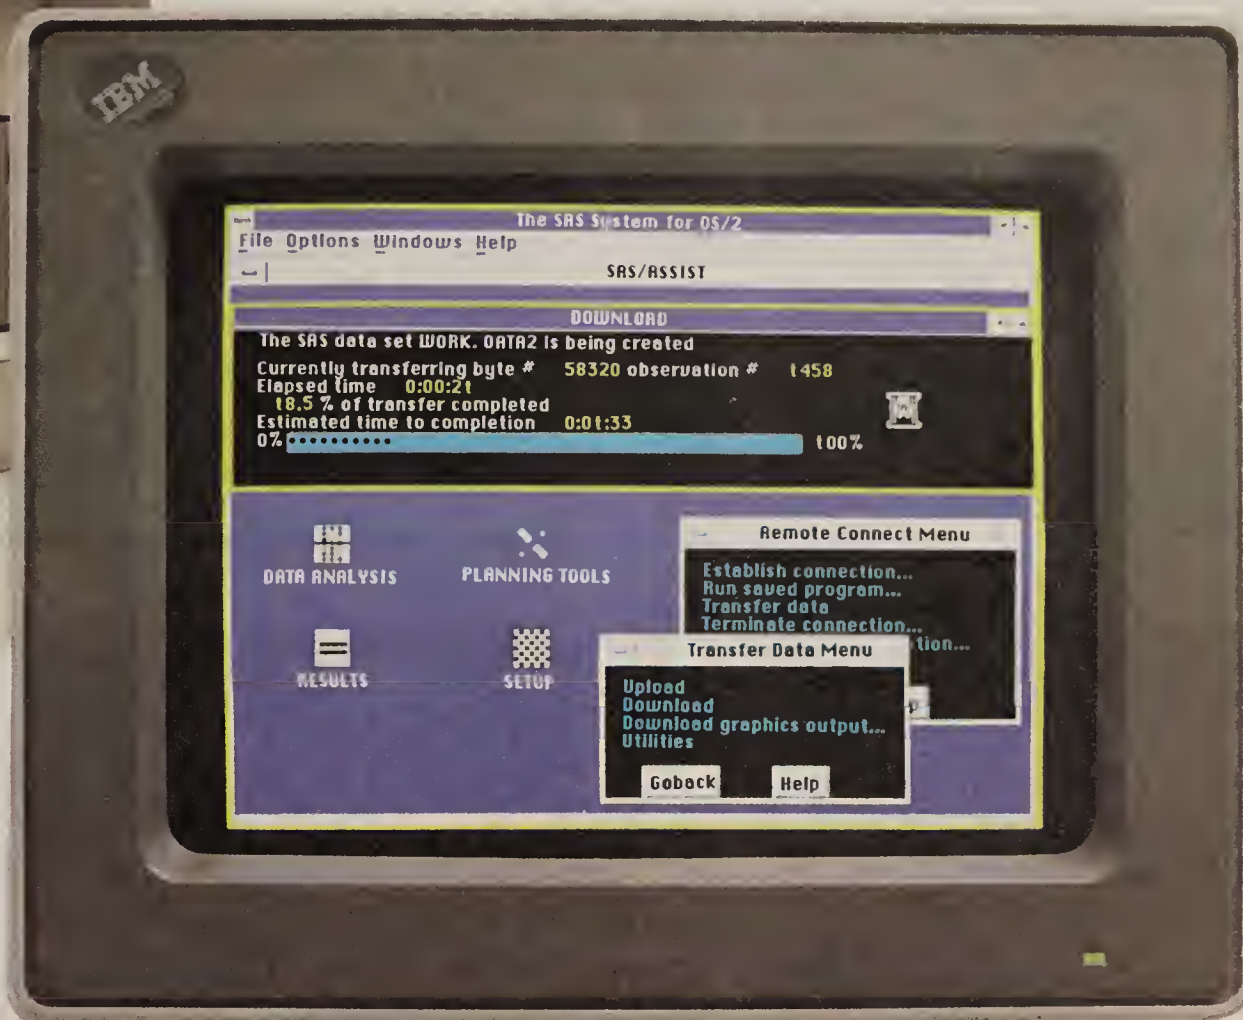 IBM
The SAS System for OS/2
File Options Windows Help
SAS/ASSIST
DOWNLOAD
The SAS data set WORK. DATA2 is being created
Currently transferring byte # 58320 observation # 1458
Elapsed time 0:00:21
18.5 % of transfer completed
Estimated time to completion 0:01:33
0% 100%
DATA ANALYSIS
PLANNING TOOLS
RESULTS
SETUP
Remote Connect Menu
Establish connection...
Run saved program...
Transfer data
Terminate connection...
tion...
Transfer Data Menu
Upload
Download
Download graphics output...
Utilities
Goback
Help